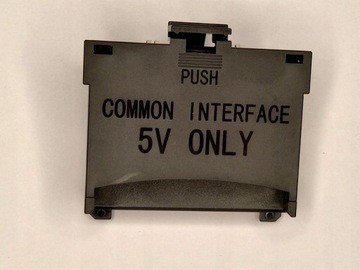 PUSH
COMMON INTERFACE
5V ONLY